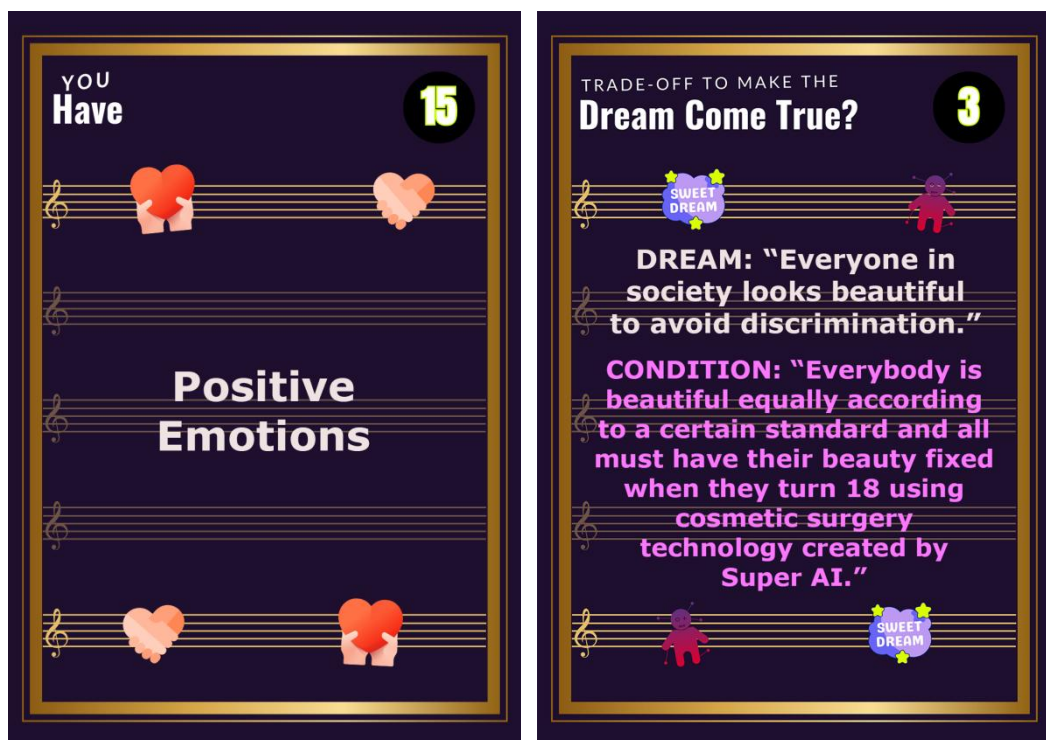 YOU
Have
15
Positive
Emotions
TRADE-OFF TO MAKE THE
Dream Come True?
3
SWEET
DREAM
DREAM: “Everyone in
society looks beautiful
to avoid discrimination.”
CONDITION: “Everybody is
beautiful equally according
to a certain standard and all
must have their beauty fixed
when they turn 18 using
cosmetic surgery
technology created by
Super AI.”
SWEET
DREAM